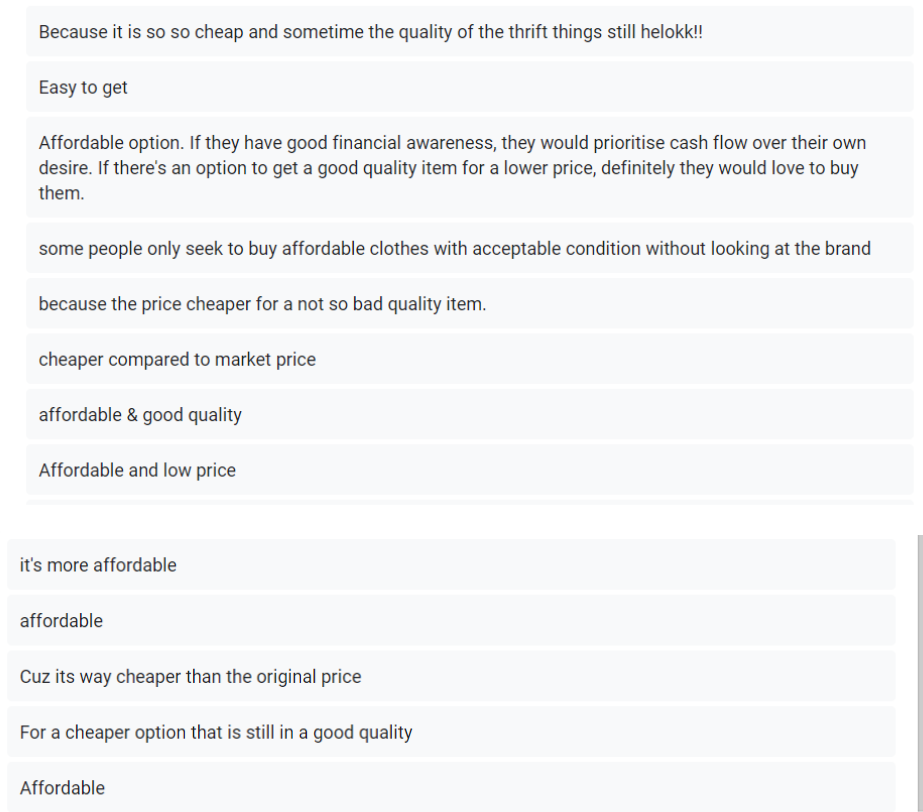 Because it is so so cheap and sometime the quality of the thrift things still helokk!!
Easy to get
Affordable option. If they have good financial awareness, they would prioritise cash flow over their own
desire. If there's an option to get a good quality item for a lower price, definitely they would love to buy
them.
some people only seek to buy affordable clothes with acceptable condition without looking at the brand
because the price cheaper for a not so bad quality item.
cheaper compared to market price
affordable & good quality
Affordable and low price
it's more affordable
affordable
Cuz its way cheaper than the original price
For a cheaper option that is still in a good quality
Affordable